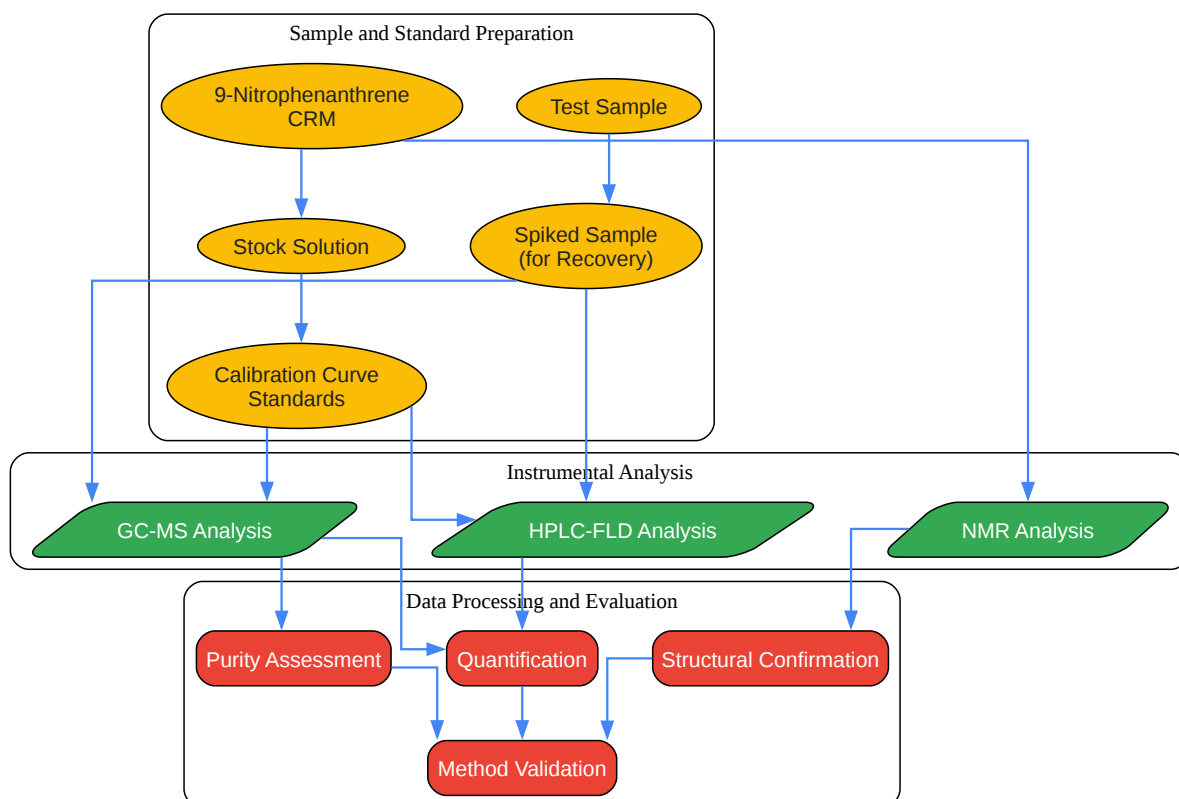 Sample and Standard Preparation
9-Nitrophenanthrene
CRM
Test Sample
Stock Solution
Spiked Sample
(for Recovery)
Calibration Curve
Standards
Instrumental Analysis
GC-MS Analysis
HPLC-FLD Analysis
NMR Analysis
Data Processing and Evaluation
Purity Assessment
Quantification
Structural Confirmation
Method Validation